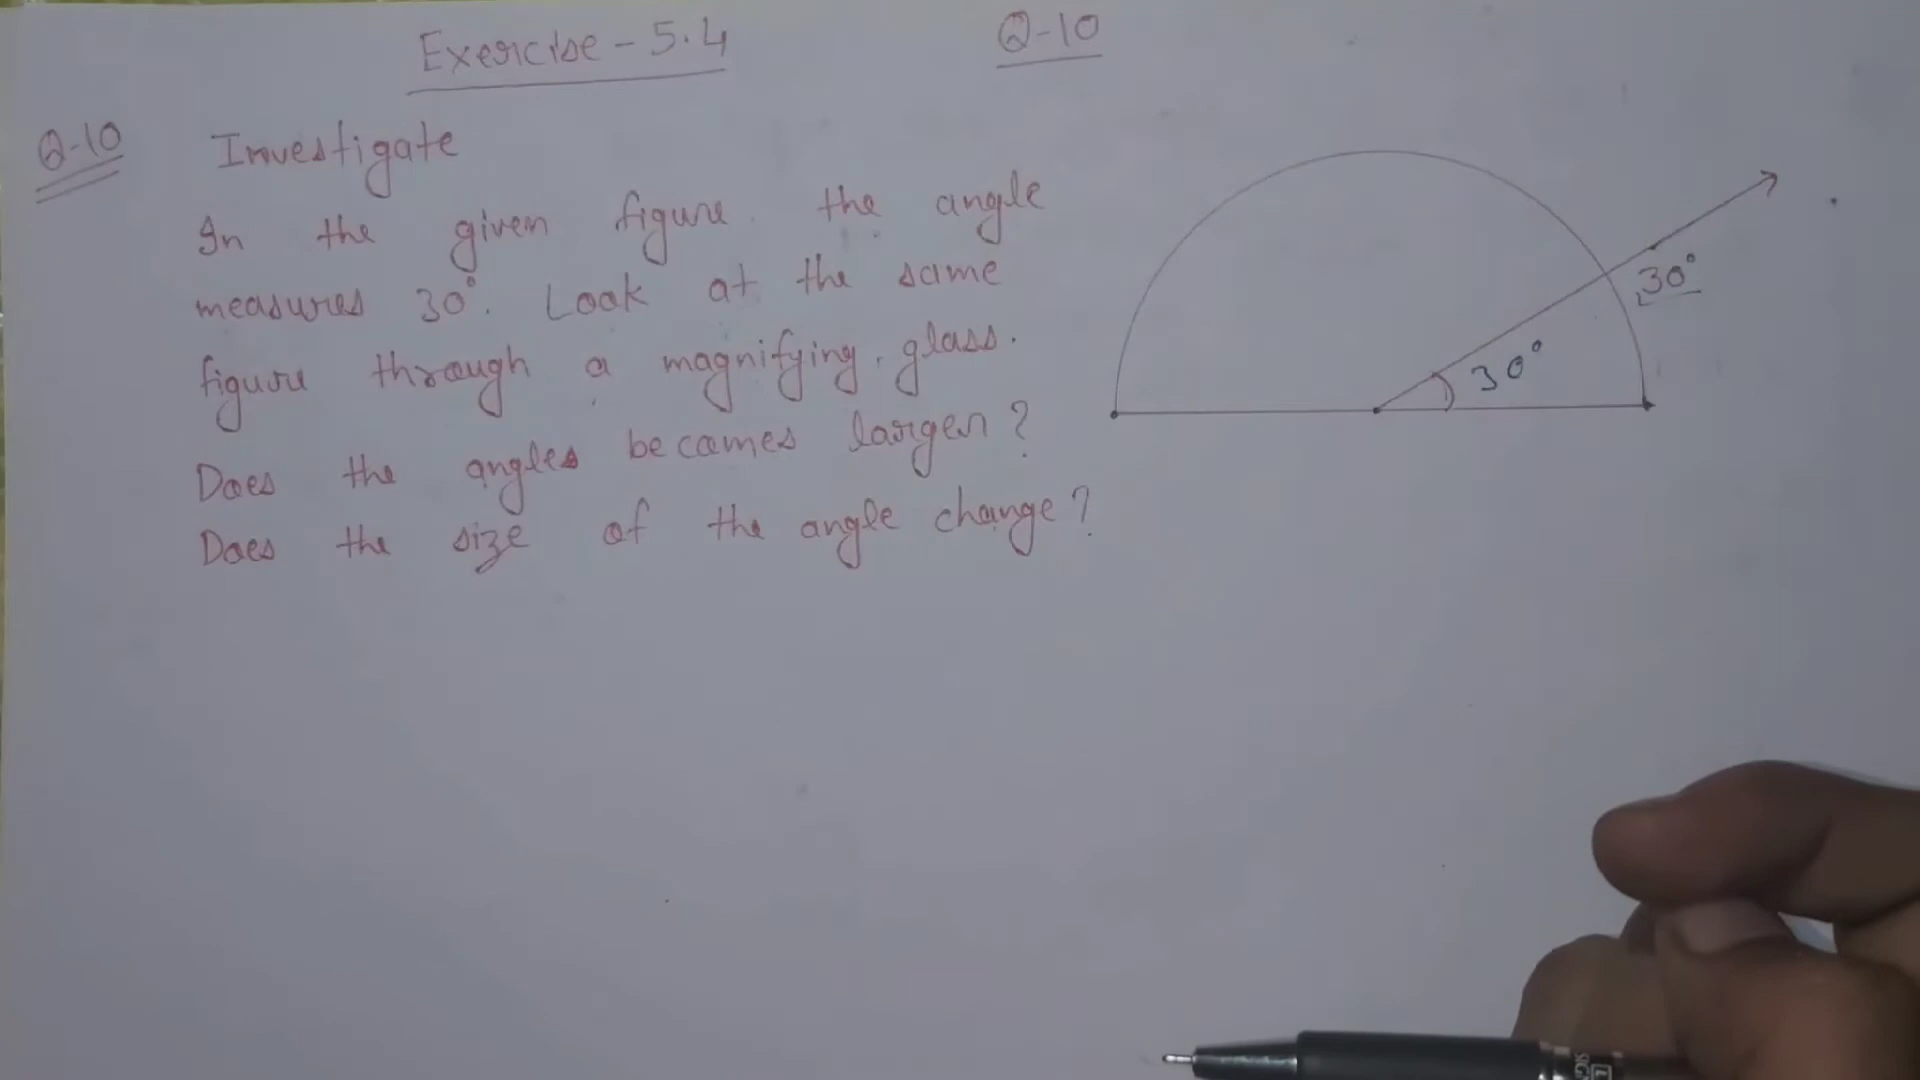 Exercise - 5.4
Q-10
Q-10 Investigate
In the given figure the angle
measures 30°. Look at the same
figure through a magnifying glass.
Does the angles becomes larger?
Does the size of the angle change?
30°
30°